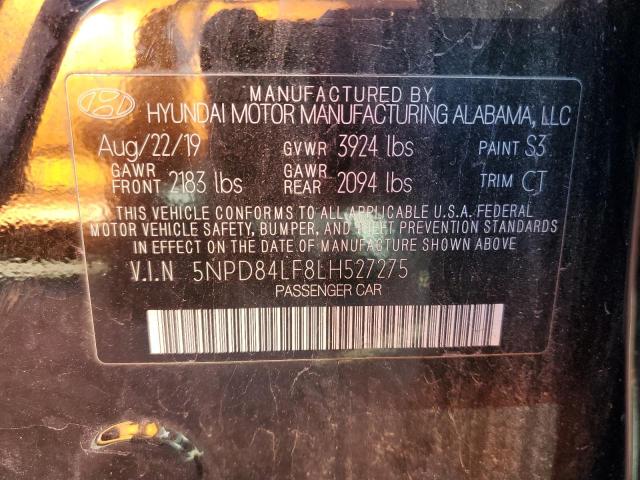 MANUFACTURED BY
HYUNDAI MOTOR MANUFACTURING ALABAMA, LLC
Aug/22/19 GVWR 3924 lbs PAINT S3
GAWR FRONT 2183 lbs GAWR REAR 2094 lbs TRIM CT
THIS VEHICLE CONFORMS TO ALL APPLICABLE U.S.A. FEDERAL
MOTOR VEHICLE SAFETY, BUMPER, AND THEFT PREVENTION STANDARDS
IN EFFECT ON THE DATE OF MANUFACTURE SHOWN ABOVE.
V.I.N 5NPD84LF8LH527275
PASSENGER CAR